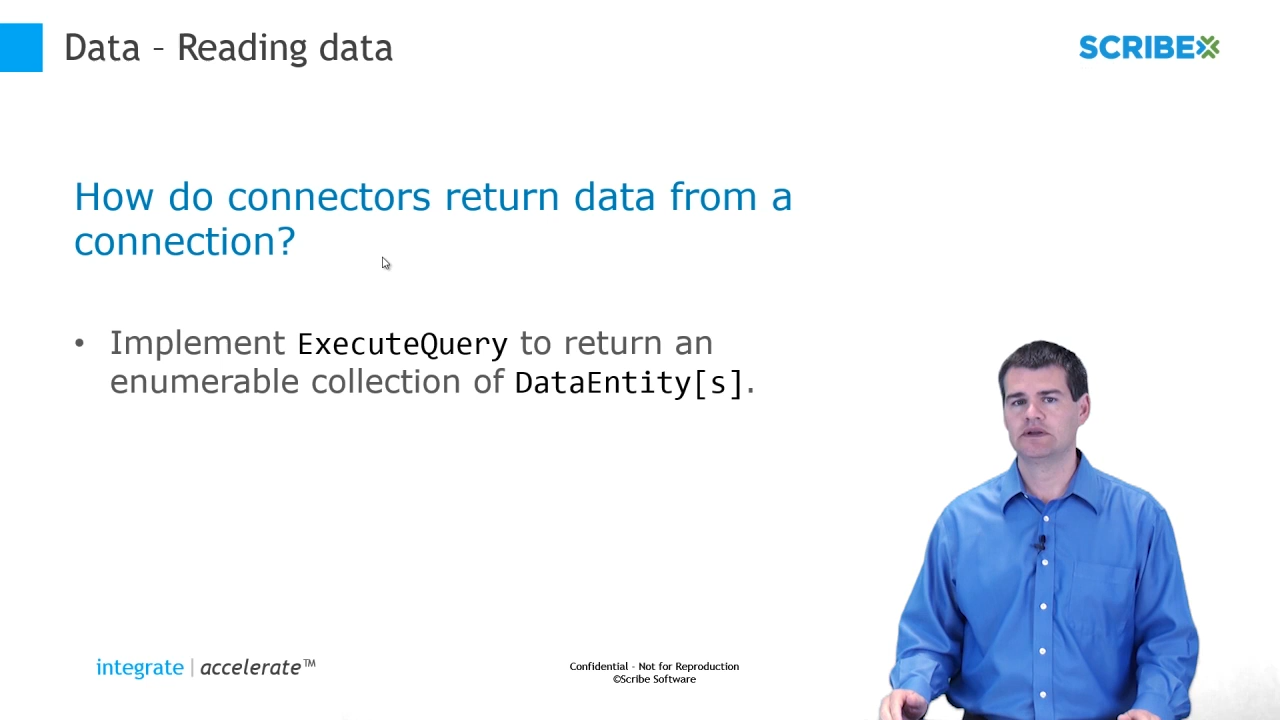 Data - Reading data
SCRIBE
How do connectors return data from a
connection?
• Implement ExecuteQuery to return an
enumerable collection of DataEntity[s].
integrate | accelerate™
Confidential - Not for Reproduction
©Scribe Software